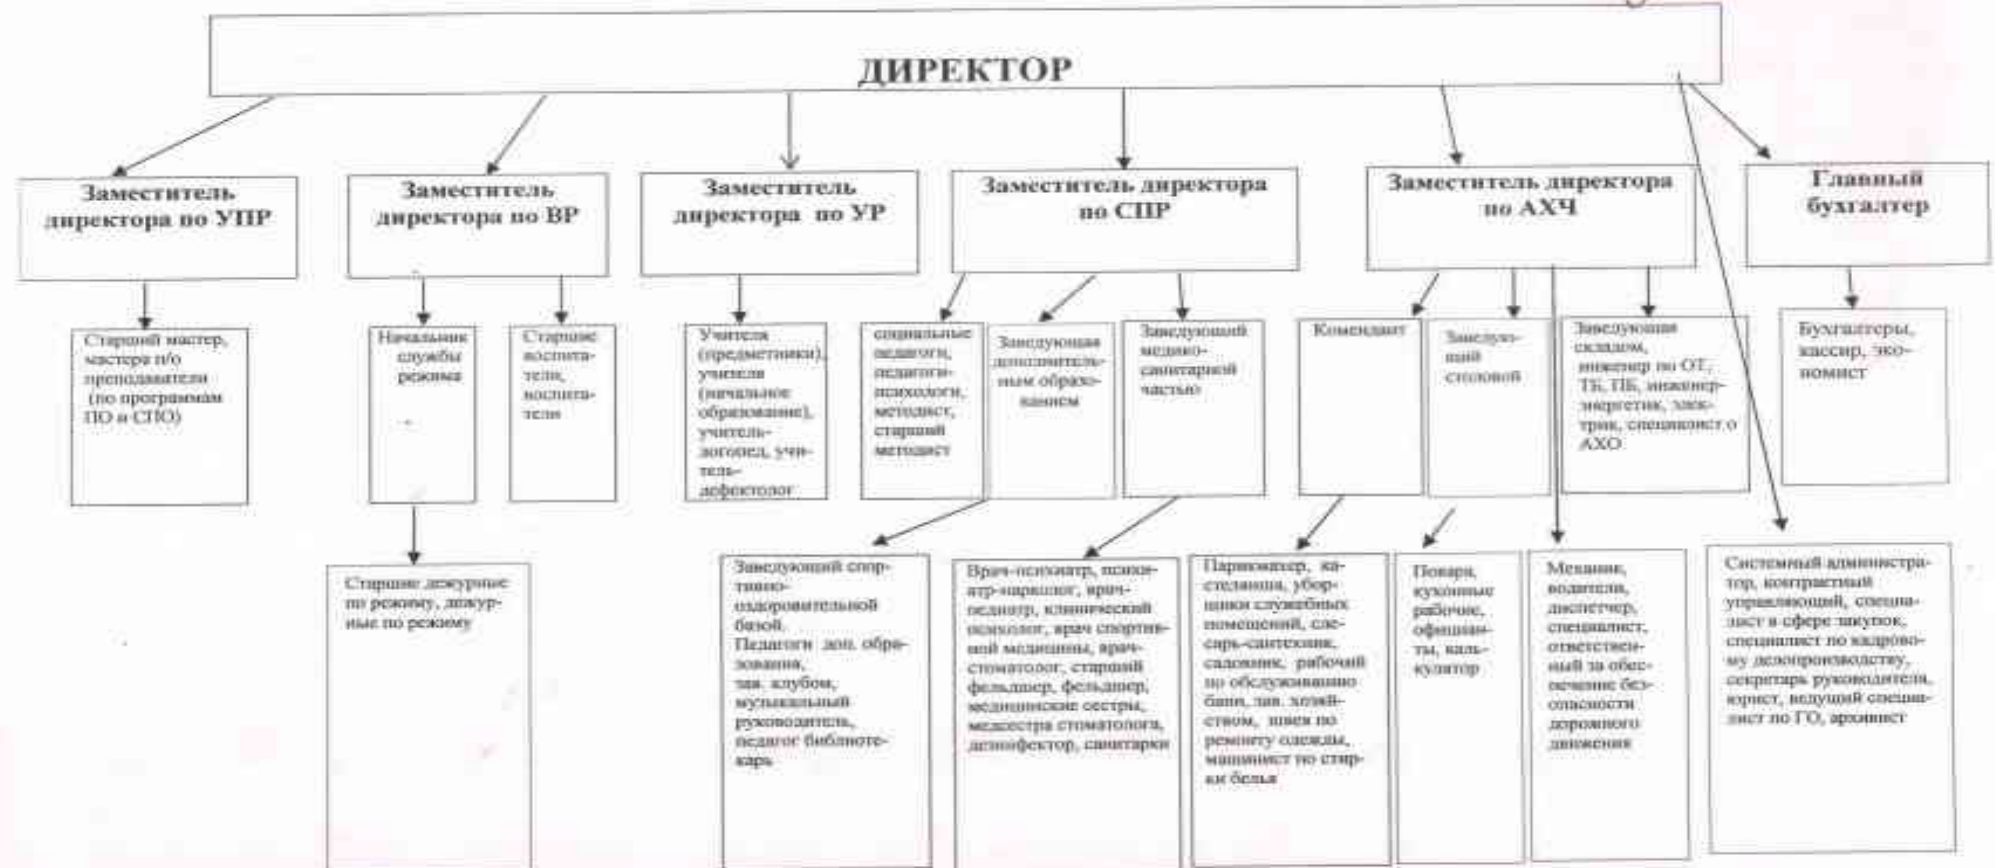 ДИРЕКТОР
Заместитель
директора по УПР
Заместитель
директора по ВР
Заместитель
директора по УР
Заместитель директора
по СПР
Заместитель директора
по АХЧ
Главный
бухгалтер
Старший мастер,
мастера п/о
преподаватели
(по программам
ПО и СПО)
Начальник
службы
режима
Старшие
воспита-
тели,
воспита-
тели
Учителя
(предметники),
учителя
(начальное
образование),
учитель-
логопед, учи-
тель-
дефектолог
социальные
педагоги,
педагоги-
психологи,
методист,
старший
методист
Заведующая
дополнитель-
ным образо-
ванием
Заведующий
медико-
санитарной
частью
Комендант
Заведую-
щий
столовой
Заведующая
складом,
инженер по ОТ,
ТБ, ПБ, инженер-
энергетик, элек-
трик, специалист о
АХО
Бухгалтеры,
кассир, эко-
номист
Старшие дежурные
по режиму, дежур-
ные по режиму
Заведующий спор-
тивно-
оздоровительной
базой.
Педагоги доп. обра-
зования,
зав. клубом,
музыкальный
руководитель,
педагог библиоте-
карь
Врач-психиатр, психи-
атр-нарколог, врач-
педиатр, клинический
психолог, врач спортив-
ной медицины, врач-
стоматолог, старший
фельдшер, фельдшер,
медицинские сестры,
медсестра стоматолога,
дезинфектор, санитарки
Парикмахер, ка-
стелянша, убор-
щики служебных
помещений, сле-
сарь-сантехник,
садовник, рабочий
по обслуживанию
бани, зав. хозяй-
ством, швея по
ремонту одежды,
машинист по стир-
ки белья
Повара,
кухонные
рабочие,
официан-
ты, каль-
кулятор
Механик,
водители,
диспетчер,
специалист,
ответствен-
ный за обес-
печение без-
опасности
дорожного
движения
Системный администра-
тор, контрактный
управляющий, специа-
лист в сфере закупок,
специалист по кадрово-
му делопроизводству,
секретарь руководителя,
юрист, ведущий специа-
лист по ГО, архивист